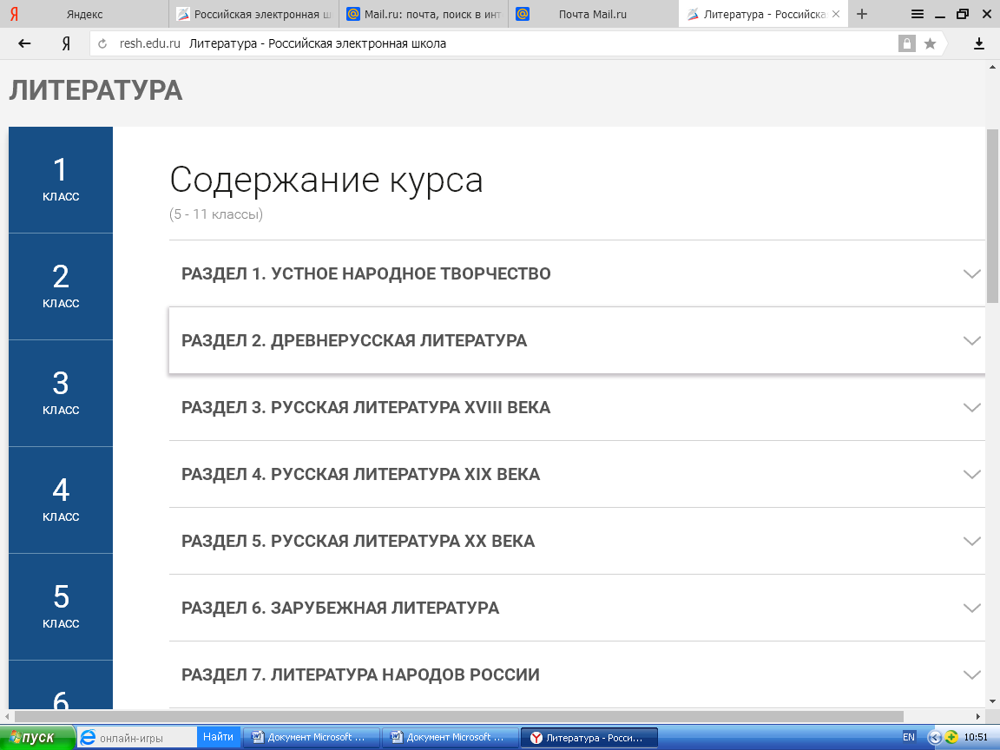 Яндекс
Российская электронная ш
Mail.ru: почта, поиск в инт
Почта Mail.ru
Литература - Российска
resh.edu.ru Литература - Российская электронная школа
ЛИТЕРАТУРА
1
КЛАСС
2
КЛАСС
3
КЛАСС
4
КЛАСС
5
КЛАСС
6
Содержание курса
(5 - 11 классы)
РАЗДЕЛ 1. УСТНОЕ НАРОДНОЕ ТВОРЧЕСТВО
РАЗДЕЛ 2. ДРЕВНЕРУССКАЯ ЛИТЕРАТУРА
РАЗДЕЛ 3. РУССКАЯ ЛИТЕРАТУРА XVIII ВЕКА
РАЗДЕЛ 4. РУССКАЯ ЛИТЕРАТУРА XIX ВЕКА
РАЗДЕЛ 5. РУССКАЯ ЛИТЕРАТУРА XX ВЕКА
РАЗДЕЛ 6. ЗАРУБЕЖНАЯ ЛИТЕРАТУРА
РАЗДЕЛ 7. ЛИТЕРАТУРА НАРОДОВ РОССИИ
пуск
онлайн-игры
Найти
Документ Microsoft ...
Документ Microsoft ...
Литература - Росси...
EN
10:51